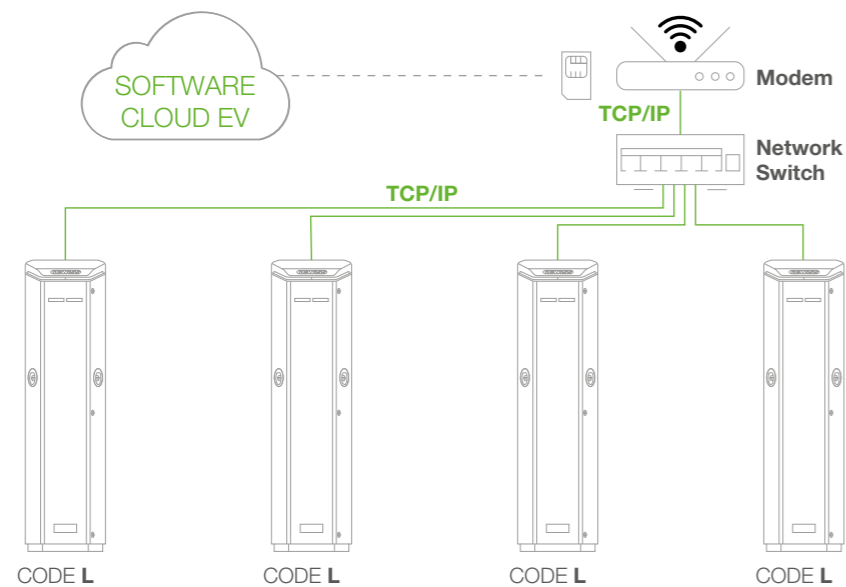 SOFTWARE
CLOUD EV
Modem
TCP/IP
Network
Switch
TCP/IP
CODE L
CODE L
CODE L
CODE L